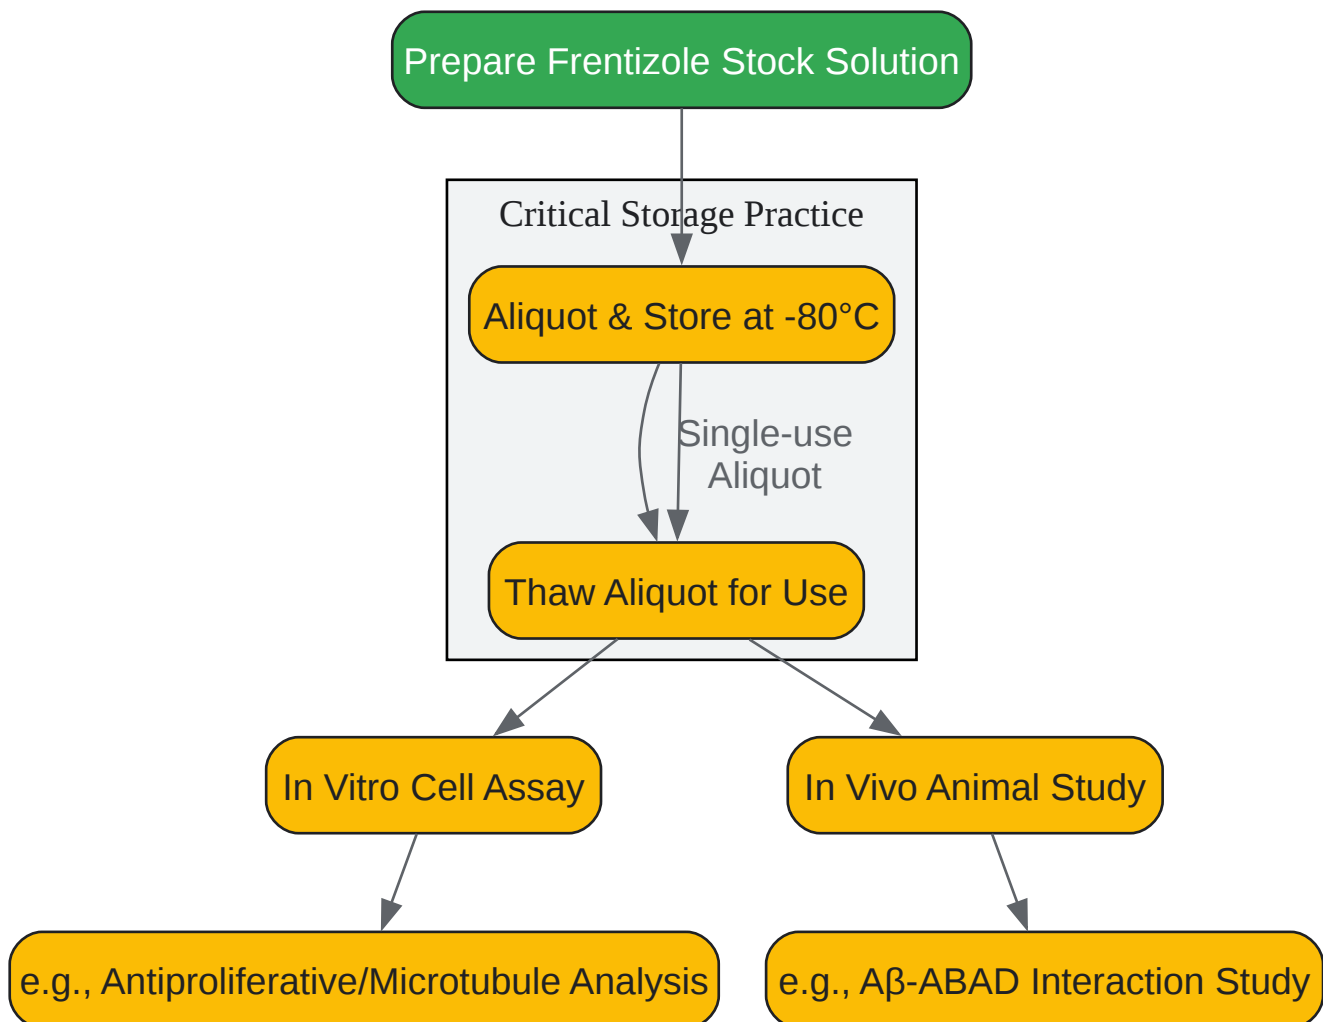 Prepare Frentizole Stock Solution
Critical Storage Practice
Aliquot & Store at -80°C
Single-use
Aliquot
Thaw Aliquot for Use
In Vitro Cell Assay
In Vivo Animal Study
e.g., Antiproliferative/Microtubule Analysis
e.g., Aβ-ABAD Interaction Study